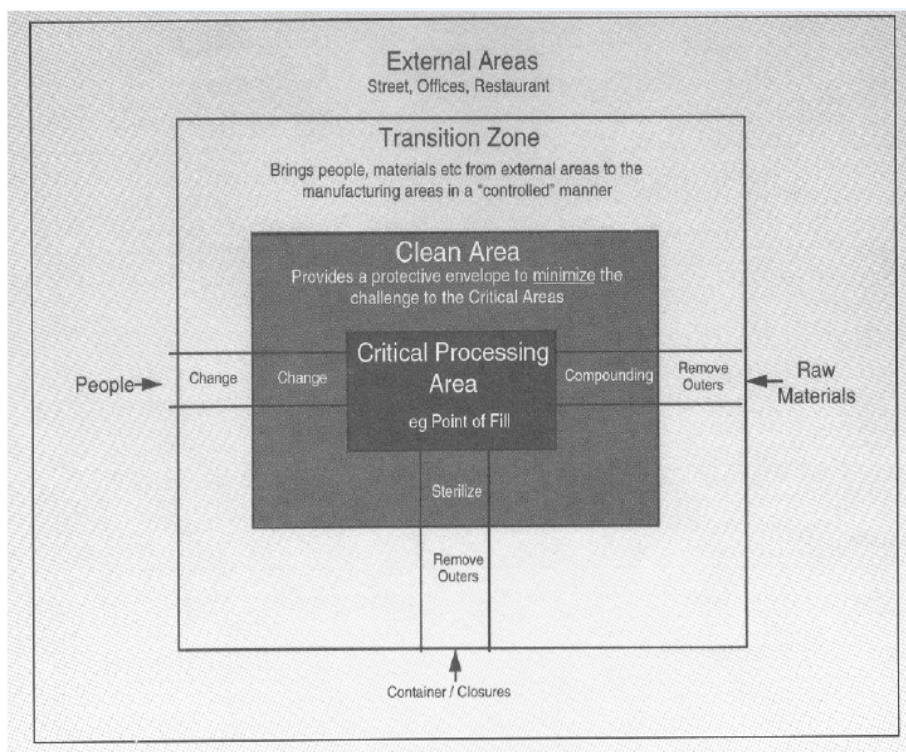 External Areas
Street, Offices, Restaurant
Transition Zone
Brings people, materials etc from external areas to the
manufacturing areas in a "controlled" manner
Clean Area
Provides a protective envelope to minimize the
challenge to the Critical Areas
Critical Processing
Area
eg Point of Fill
People
Change
Change
Compounding
Remove
Outers
Raw
Materials
Sterilize
Remove
Outers
Container / Closures